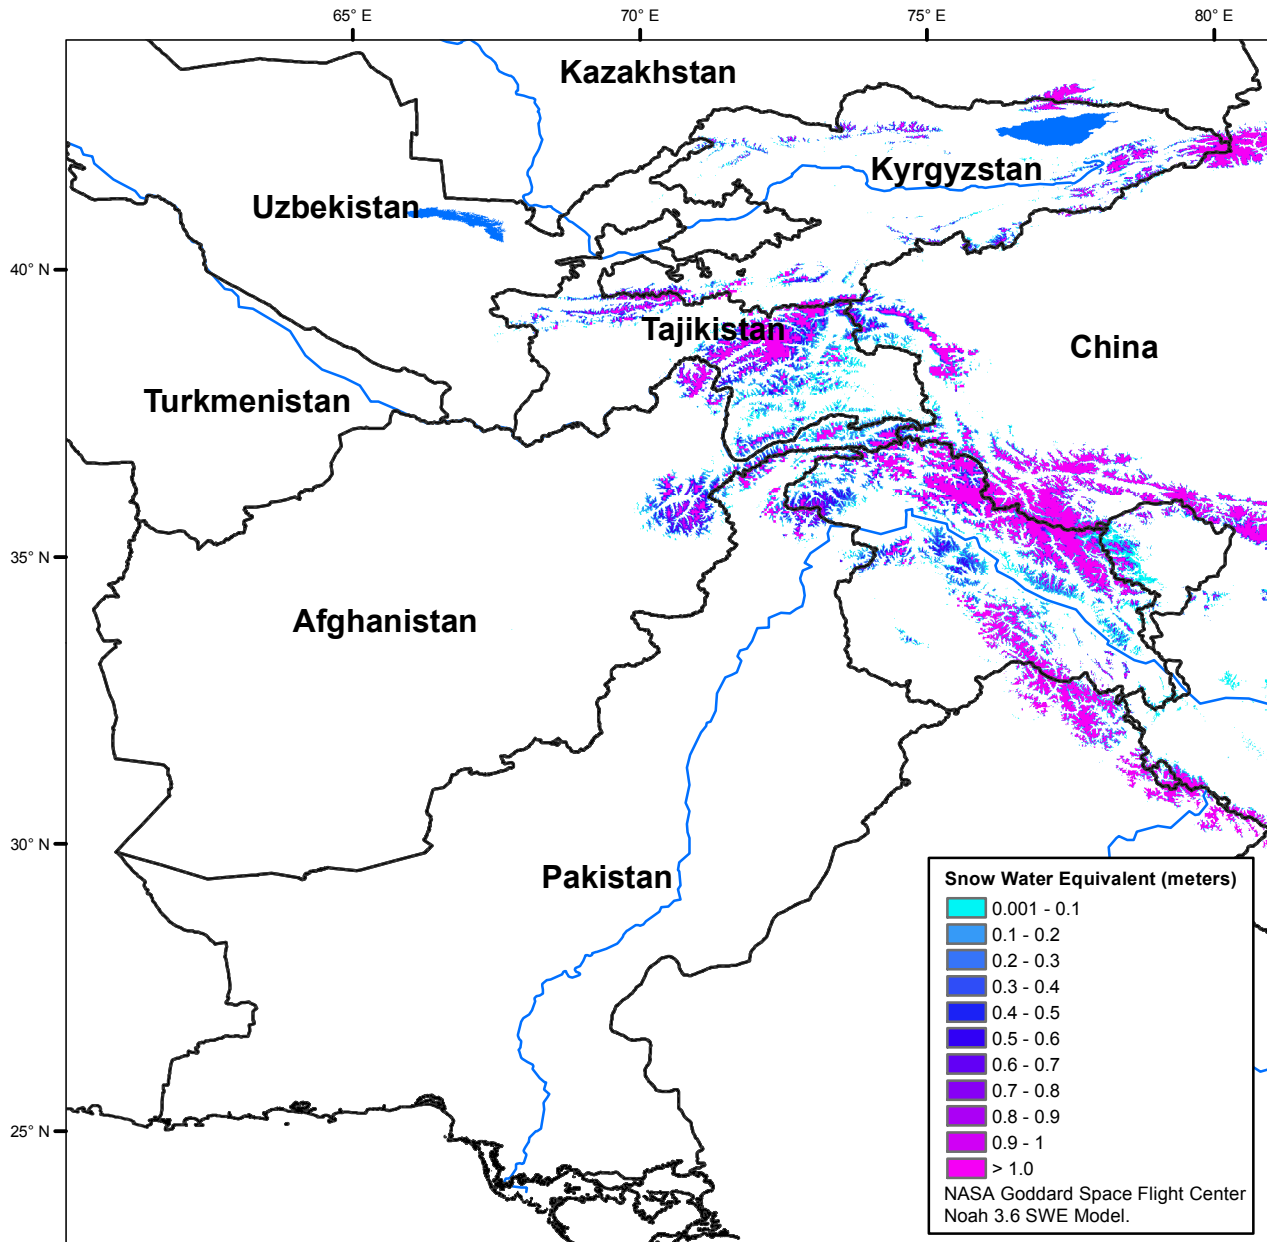 65° E
70° E
75° E
80° E
Kazakhstan
Kyrgyzstan
Uzbekistan
40° N
Tajikistan
China
Turkmenistan
35° N
Afghanistan
30° N
Pakistan
Snow Water Equivalent (meters)
0.001 - 0.1
0.1 - 0.2
0.2 - 0.3
0.3 - 0.4
0.4 - 0.5
0.5 - 0.6
0.6 - 0.7
0.7 - 0.8
0.8 - 0.9
0.9 - 1
> 1.0
NASA Goddard Space Flight Center
Noah 3.6 SWE Model.
25° N